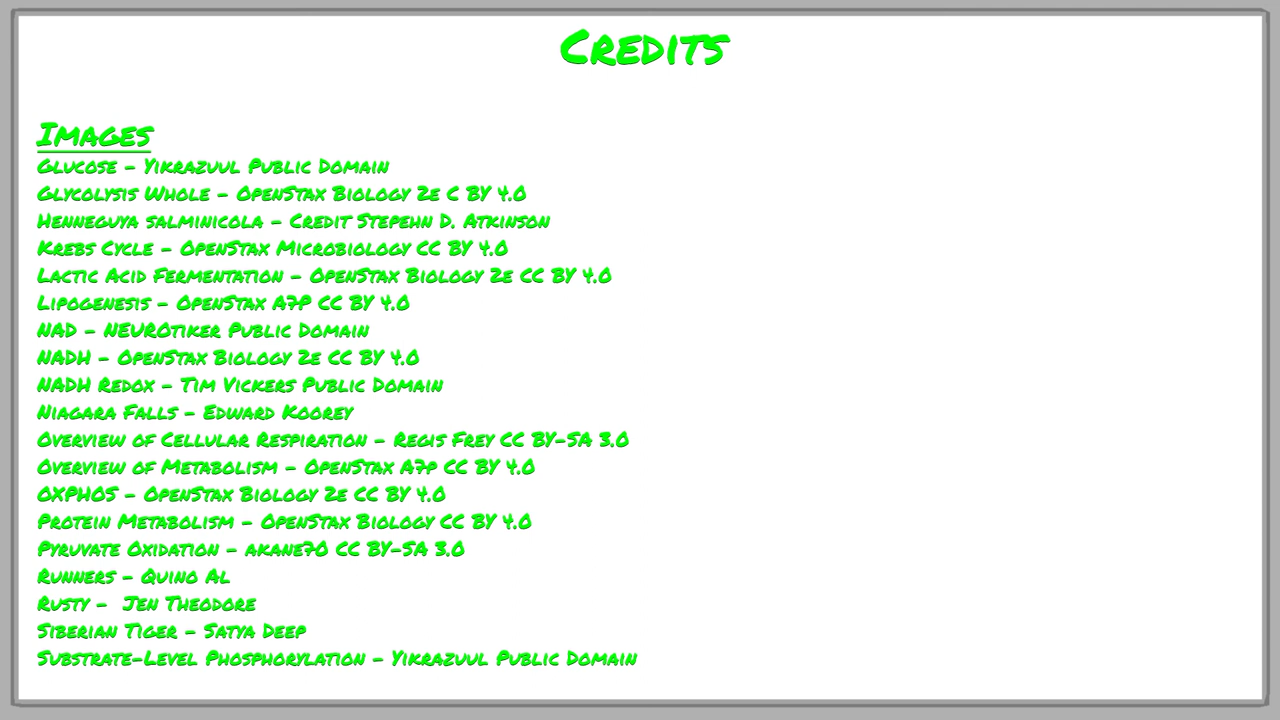 Credits
Images
Glucose - Yikrazuul Public Domain
Glycolysis Whole - OpenStax Biology 2e C BY 4.0
Henneguya salminicola - Credit Stepehn D. Atkinson
Krebs Cycle - OpenStax Microbiology CC BY 4.0
Lactic Acid Fermentation - OpenStax Biology 2e CC BY 4.0
Lipogenesis - OpenStax A7P CC BY 4.0
NAD - NEUROtiker Public Domain
NADH - OpenStax Biology 2e CC BY 4.0
NADH Redox - Tim Vickers Public Domain
Niagara Falls - Edward Koorey
Overview of Cellular Respiration - Regis Frey CC BY-SA 3.0
Overview of Metabolism - OpenStax A7p CC BY 4.0
OXPHOS - OpenStax Biology 2e CC BY 4.0
Protein Metabolism - OpenStax Biology CC BY 4.0
Pyruvate Oxidation - akane70 CC BY-SA 3.0
Runners - Quino Al
Rusty - Jen Theodore
Siberian Tiger - Satya Deep
Substrate-Level Phosphorylation - Yikrazuul Public Domain